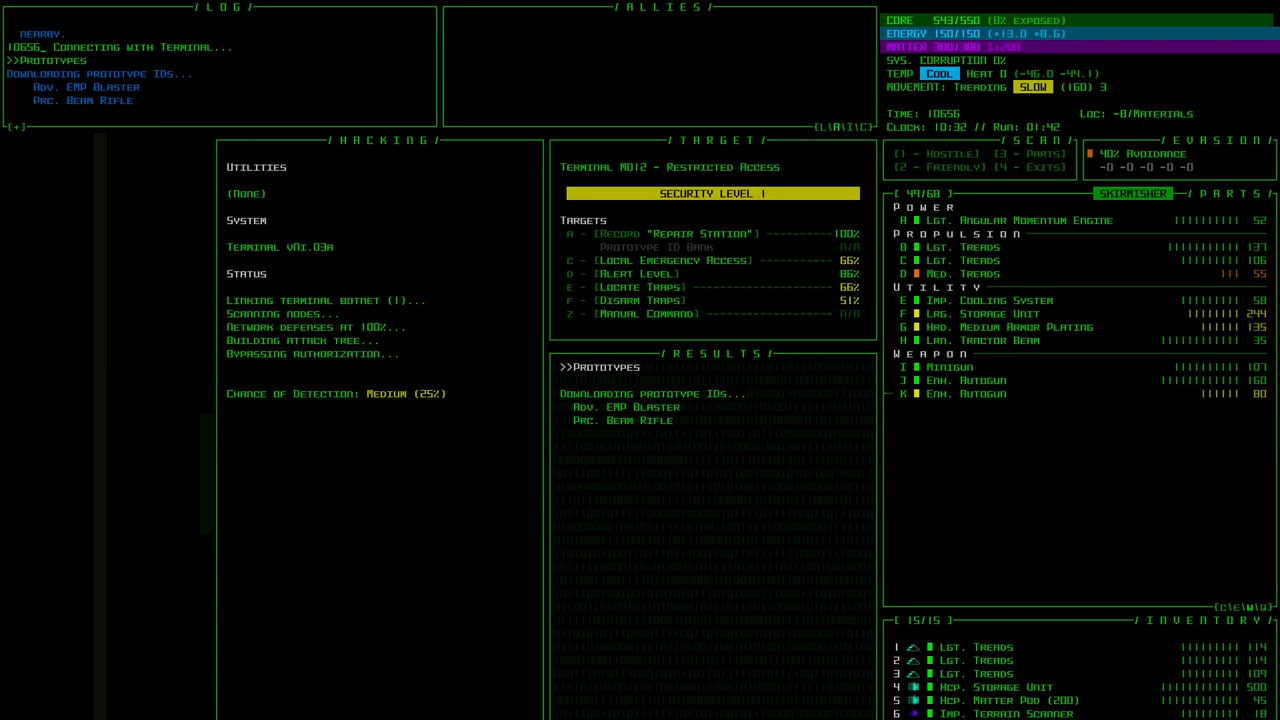 / L O G /
nearby.
10656_ Connecting with Terminal...
>>Prototypes
Downloading prototype IDs...
Adv. EMP Blaster
Prc. Beam Rifle
[+]
/ A L L I E S /
[L\A\I\C]
CORE 543/550 (8% exposed)
ENERGY 150/150 (+13.0 +8.6)
MATTER 300/300 I:200
SYS. CORRUPTION 0%
TEMP Cool Heat 0 (-46.0 -44.1)
MOVEMENT: Treading SLOW (160) 3
Time: 10656 Loc: -8/Materials
Clock: 10:32 // Run: 01:42
/ S C A N /
[1 - Hostile] [3 - Parts]
[2 - Friendly] [4 - Exits]
/ E V A S I O N /
40% Avoidance
-0 -0 -0 -0 -0
/ H A C K I N G /
Utilities
(None)
System
Terminal vN1.03a
Status
Linking terminal botnet (1)...
Scanning nodes...
Network defenses at 100%...
Building attack tree...
Bypassing authorization...
Chance of Detection: Medium (25%)
/ T A R G E T /
Terminal MD12 - Restricted Access
SECURITY LEVEL 1
Targets
A - [Record "Repair Station"] ----------100%
Prototype ID Bank N/A
C - [Local Emergency Access] ----------- 66%
D - [Alert Level] 86%
E - [Locate Traps] 66%
F - [Disarm Traps] 51%
Z - [Manual Command] N/A
/ R E S U L T S /
>>Prototypes
Downloading prototype IDs...
Adv. EMP Blaster
Prc. Beam Rifle
[ 49/68 ] SKIRMISHER / P A R T S /
P o w e r
A Lgt. Angular Momentum Engine 52
P r o p u l s i o n
B Lgt. Treads 137
C Lgt. Treads 106
D Med. Treads 55
U t i l i t y
E Imp. Cooling System 58
F Lrg. Storage Unit 244
G Hrd. Medium Armor Plating 135
H Lrn. Tractor Beam 35
W e a p o n
I Minigun 107
J Enh. Autogun 160
K Enh. Autogun 80
[C\E\W\Q]
[ 15/15 ] / I N V E N T O R Y /
1 Lgt. Treads 114
2 Lgt. Treads 114
3 Lgt. Treads 109
4 Hcp. Storage Unit 500
5 Hcp. Matter Pod (200) 45
6 Imp. Terrain Scanner 18